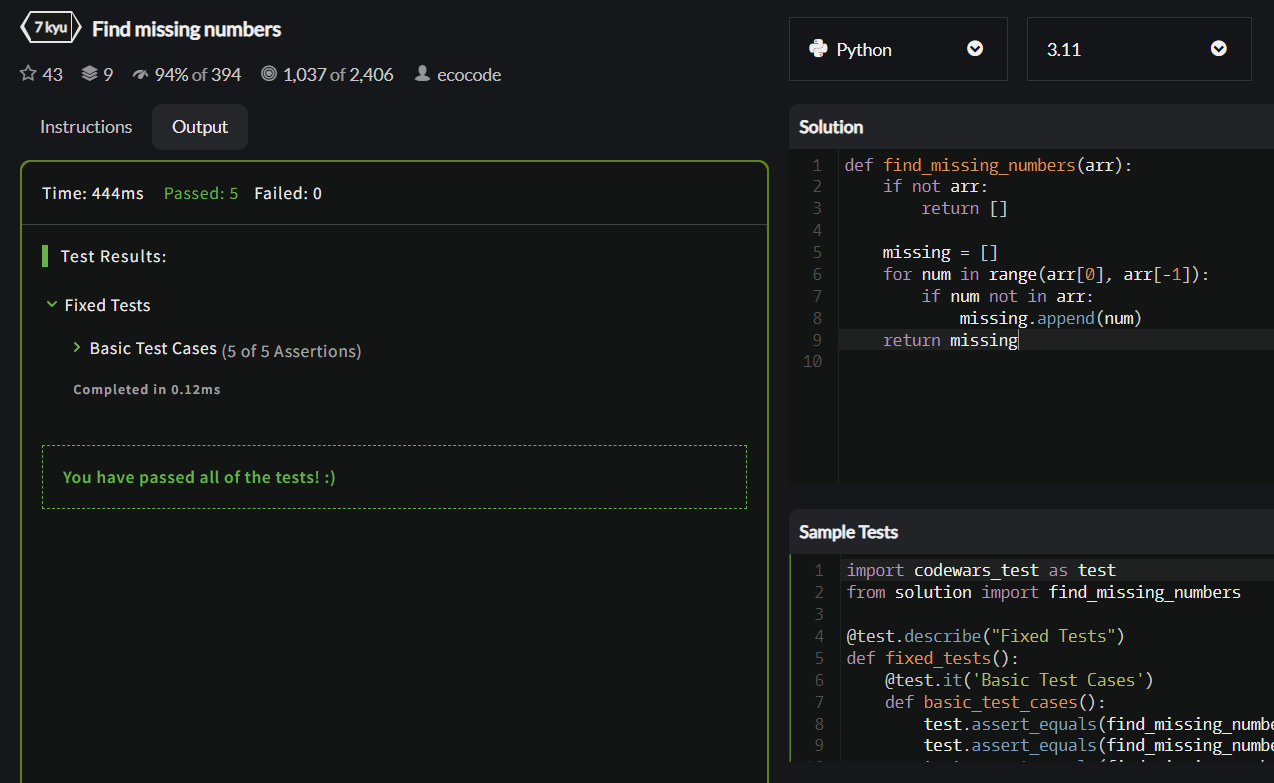 7 kyu Find missing numbers
43 9 94% of 394 1,037 of 2,406 ecocode
Instructions Output
Time: 444ms Passed: 5 Failed: 0
Test Results:
Fixed Tests
Basic Test Cases (5 of 5 Assertions)
Completed in 0.12ms
You have passed all of the tests! :)
Python 3.11
Solution
1 def find_missing_numbers(arr):
2     if not arr:
3         return []
4
5     missing = []
6     for num in range(arr[0], arr[-1]):
7         if num not in arr:
8             missing.append(num)
9     return missing
10
Sample Tests
1 import codewars_test as test
2 from solution import find_missing_numbers
3
4 @test.describe("Fixed Tests")
5 def fixed_tests():
6     @test.it('Basic Test Cases')
7     def basic_test_cases():
8         test.assert_equals(find_missing_numbe
9         test.assert_equals(find_missing_numbe